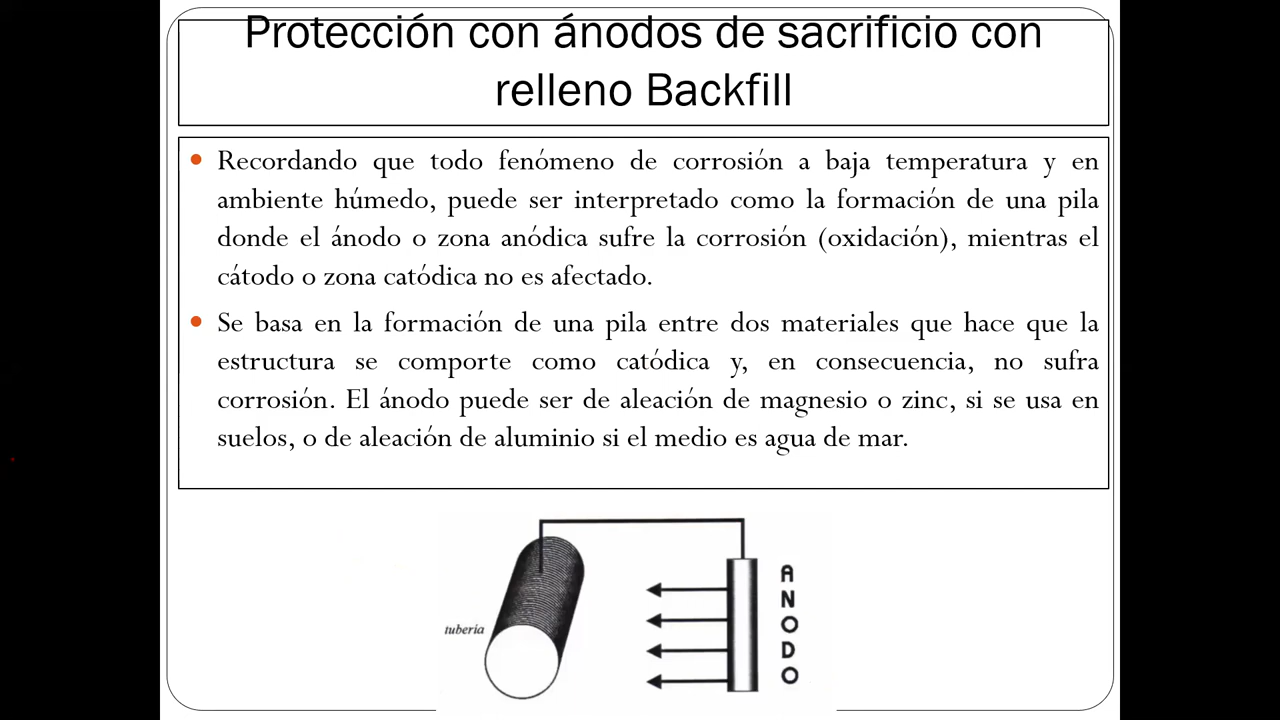 Protección con ánodos de sacrificio con
relleno Backfill
• Recordando que todo fenómeno de corrosión a baja temperatura y en
ambiente húmedo, puede ser interpretado como la formación de una pila
donde el ánodo o zona anódica sufre la corrosión (oxidación), mientras el
cátodo o zona catódica no es afectado.
• Se basa en la formación de una pila entre dos materiales que hace que la
estructura se comporte como catódica y, en consecuencia, no sufra
corrosión. El ánodo puede ser de aleación de magnesio o zinc, si se usa en
suelos, o de aleación de aluminio si el medio es agua de mar.
tubería
ANODO